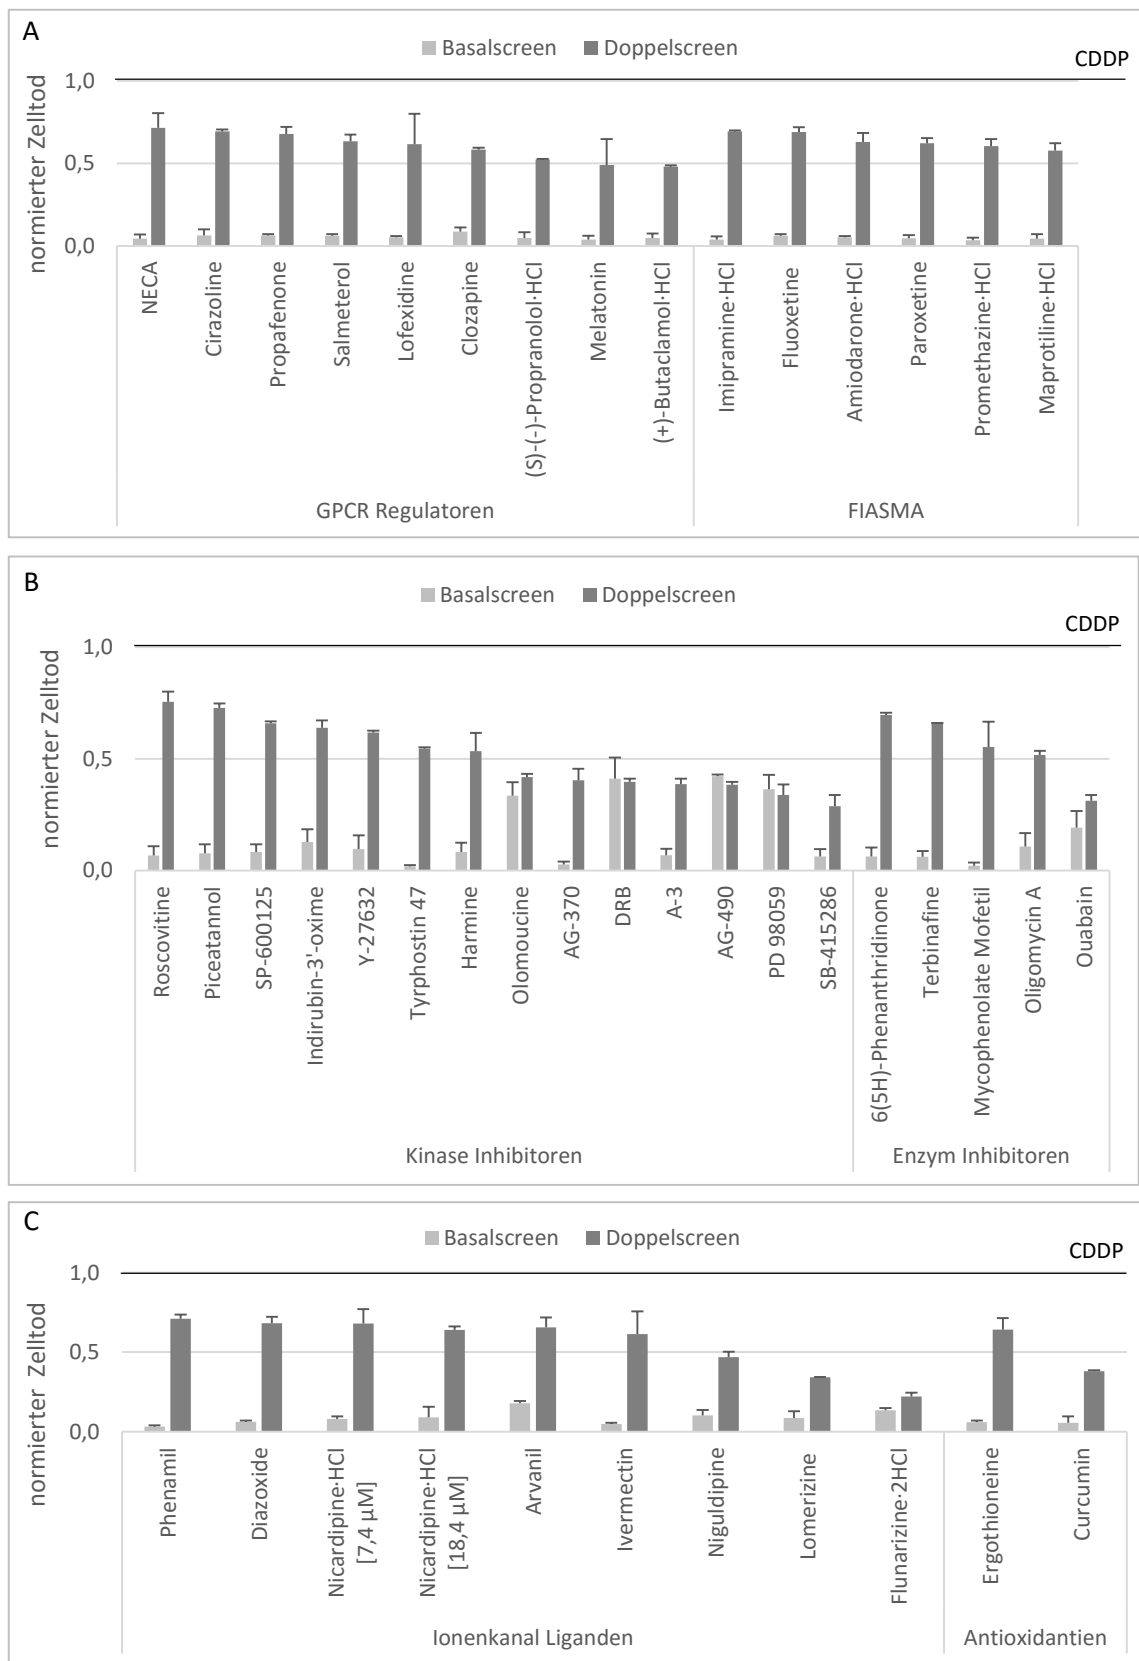 A
Basalscreen Doppelscreen
CDDP
normierter Zelltod
1,0
0,5
0,0
NECA
Cirazoline
Propafenone
Salmeterol
Lofexidine
Clozapine
(S)-(-)-Propranolol·HCl
Melatonin
(+)-Butaclamol·HCl
Imipramine·HCl
Fluoxetine
Amiodarone·HCl
Paroxetine
Promethazine·HCl
Maprotiline·HCl
GPCR Regulatoren
FIASMA
B
Basalscreen Doppelscreen
CDDP
normierter Zelltod
1,0
0,5
0,0
Roscovitine
Piceatannol
SP-600125
Indirubin-3'-oxime
Y-27632
Tyrphostin 47
Harmine
Olomoucine
AG-370
DRB
A-3
AG-490
PD 98059
SB-415286
6(5H)-Phenanthridinone
Terbinafine
Mycophenolate Mofetil
Oligomycin A
Ouabain
Kinase Inhibitoren
Enzym Inhibitoren
C
Basalscreen Doppelscreen
CDDP
normierter Zelltod
1,0
0,5
0,0
Phenamil
Diazoxide
Nicardipine·HCl
[7,4 µM]
Nicardipine·HCl
[18,4 µM]
Arvanil
Ivermectin
Niguldipine
Lomerizine
Flunarizine·2HCl
Ergothioneine
Curcumin
Ionenkanal Liganden
Antioxidantien